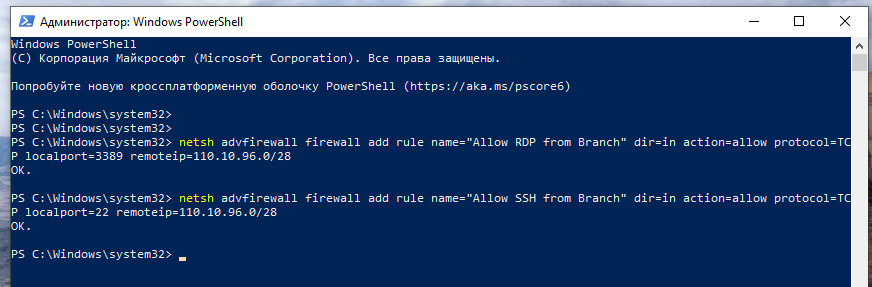 Администратор: Windows PowerShell
Windows PowerShell
(C) Корпорация Майкрософт (Microsoft Corporation). Все права защищены.
Попробуйте новую кроссплатформенную оболочку PowerShell (https://aka.ms/pscore6)
PS C:\Windows\system32>
PS C:\Windows\system32>
PS C:\Windows\system32> netsh advfirewall firewall add rule name="Allow RDP from Branch" dir=in action=allow protocol=TC
P localport=3389 remoteip=110.10.96.0/28
OK.
PS C:\Windows\system32> netsh advfirewall firewall add rule name="Allow SSH from Branch" dir=in action=allow protocol=TC
P localport=22 remoteip=110.10.96.0/28
OK.
PS C:\Windows\system32>